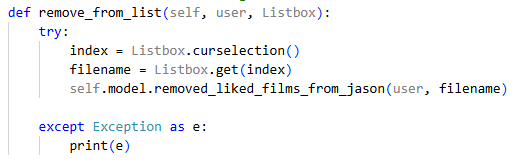 def remove_from_list(self, user, Listbox):
try:
index = Listbox.curselection()
filename = Listbox.get(index)
self.model.removed_liked_films_from_jason(user, filename)
except Exception as e:
print(e)